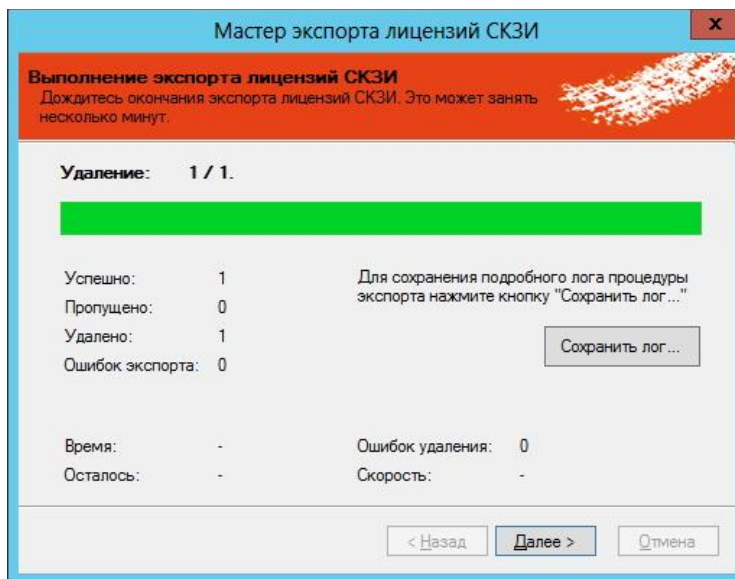 Мастер экспорта лицензий СКЗИ
x
Выполнение экспорта лицензий СКЗИ
Дождитесь окончания экспорта лицензий СКЗИ. Это может занять
несколько минут.
Удаление: 1 / 1.
Успешно: 1
Пропущено: 0
Удалено: 1
Ошибок экспорта: 0
Для сохранения подробного лога процедуры
экспорта нажмите кнопку "Сохранить лог..."
Сохранить лог...
Время: - Ошибок удаления: 0
Осталось: - Скорость: -
< Назад Далее > Отмена